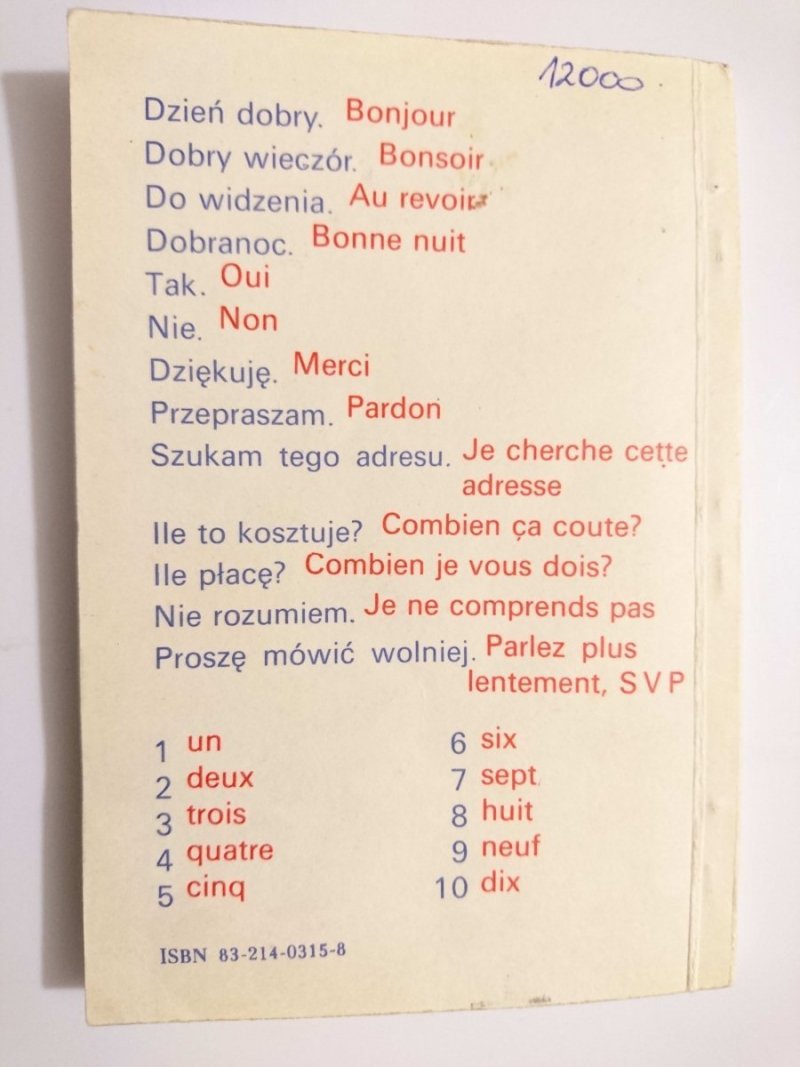 12000
Dzień dobry. Bonjour
Dobry wieczór. Bonsoir
Do widzenia. Au revoir
Dobranoc. Bonne nuit
Tak. Oui
Nie. Non
Dziękuję. Merci
Przepraszam. Pardon
Szukam tego adresu. Je cherche cette
adresse
Ile to kosztuje? Combien ça coute?
Ile płacę? Combien je vous dois?
Nie rozumiem. Je ne comprends pas
Proszę mówić wolniej. Parlez plus
lentement, S V P
1 un 6 six
2 deux 7 sept
3 trois 8 huit
4 quatre 9 neuf
5 cinq 10 dix
ISBN 83-214-0315-8